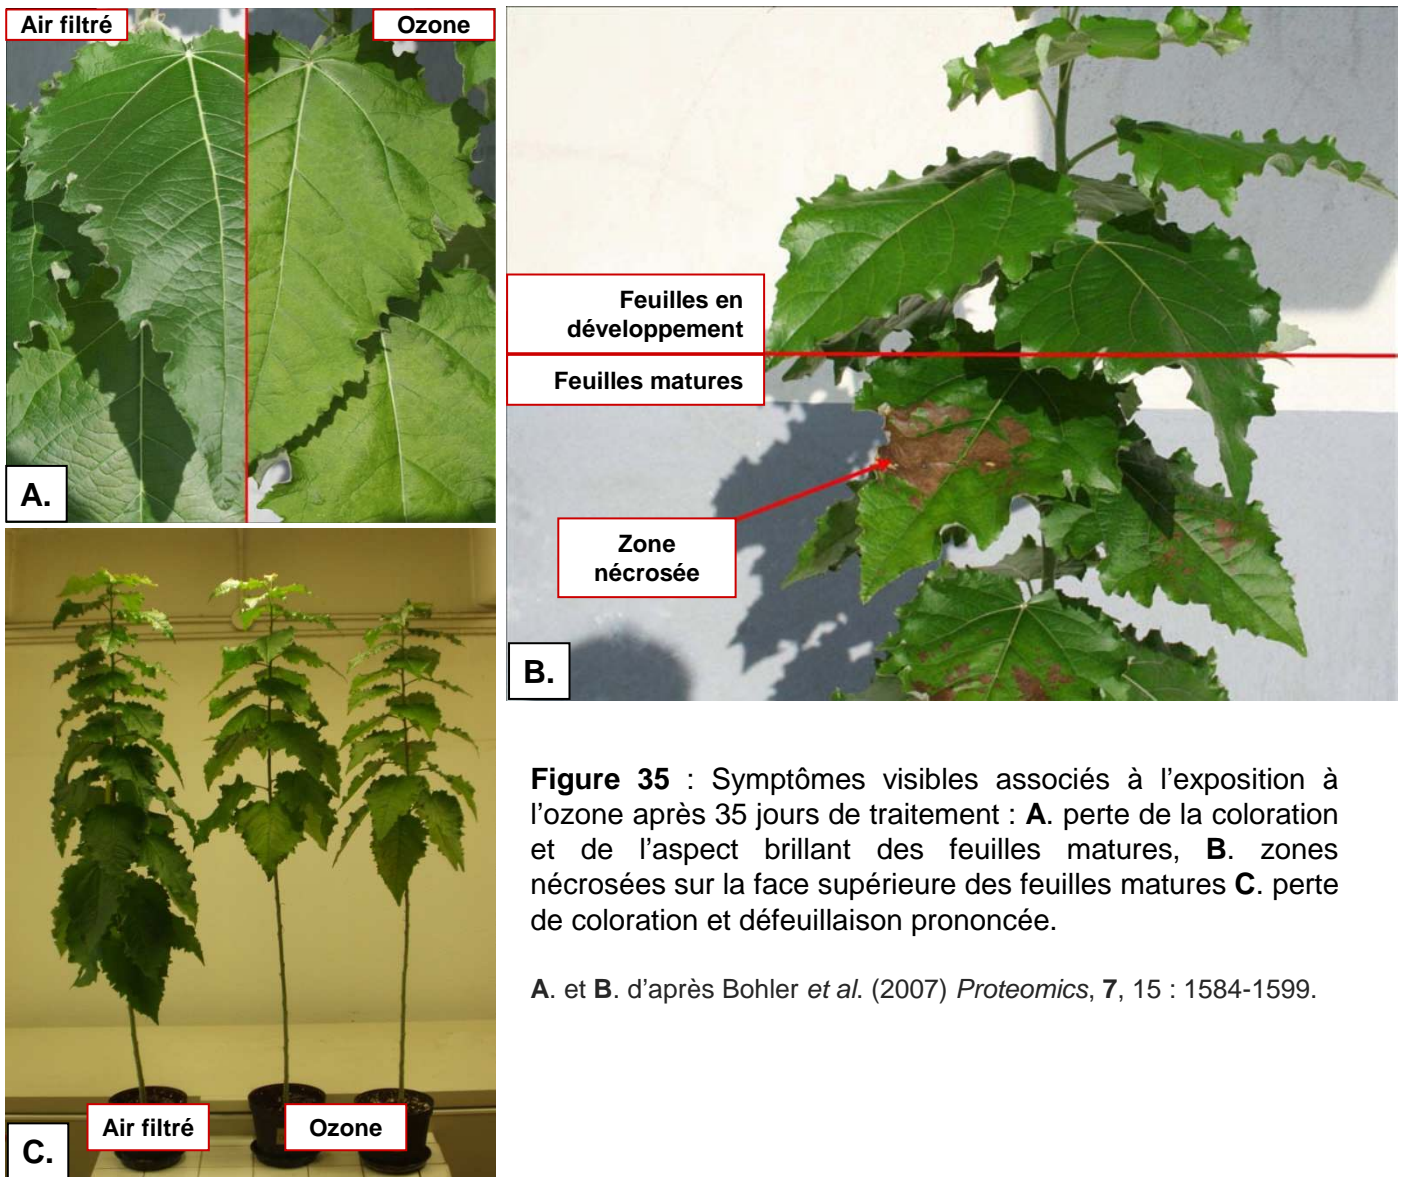 Air filtré
Ozone
A.
Feuilles en
développement
Feuilles matures
Zone
nécrosée
B.
Air filtré
Ozone
C.
Figure 35 : Symptômes visibles associés à l’exposition à
l’ozone après 35 jours de traitement : A. perte de la coloration
et de l’aspect brillant des feuilles matures, B. zones
nécrosées sur la face supérieure des feuilles matures C. perte
de coloration et défeuillaison prononcée.
A. et B. d’après Bohler et al. (2007) Proteomics, 7, 15 : 1584-1599.